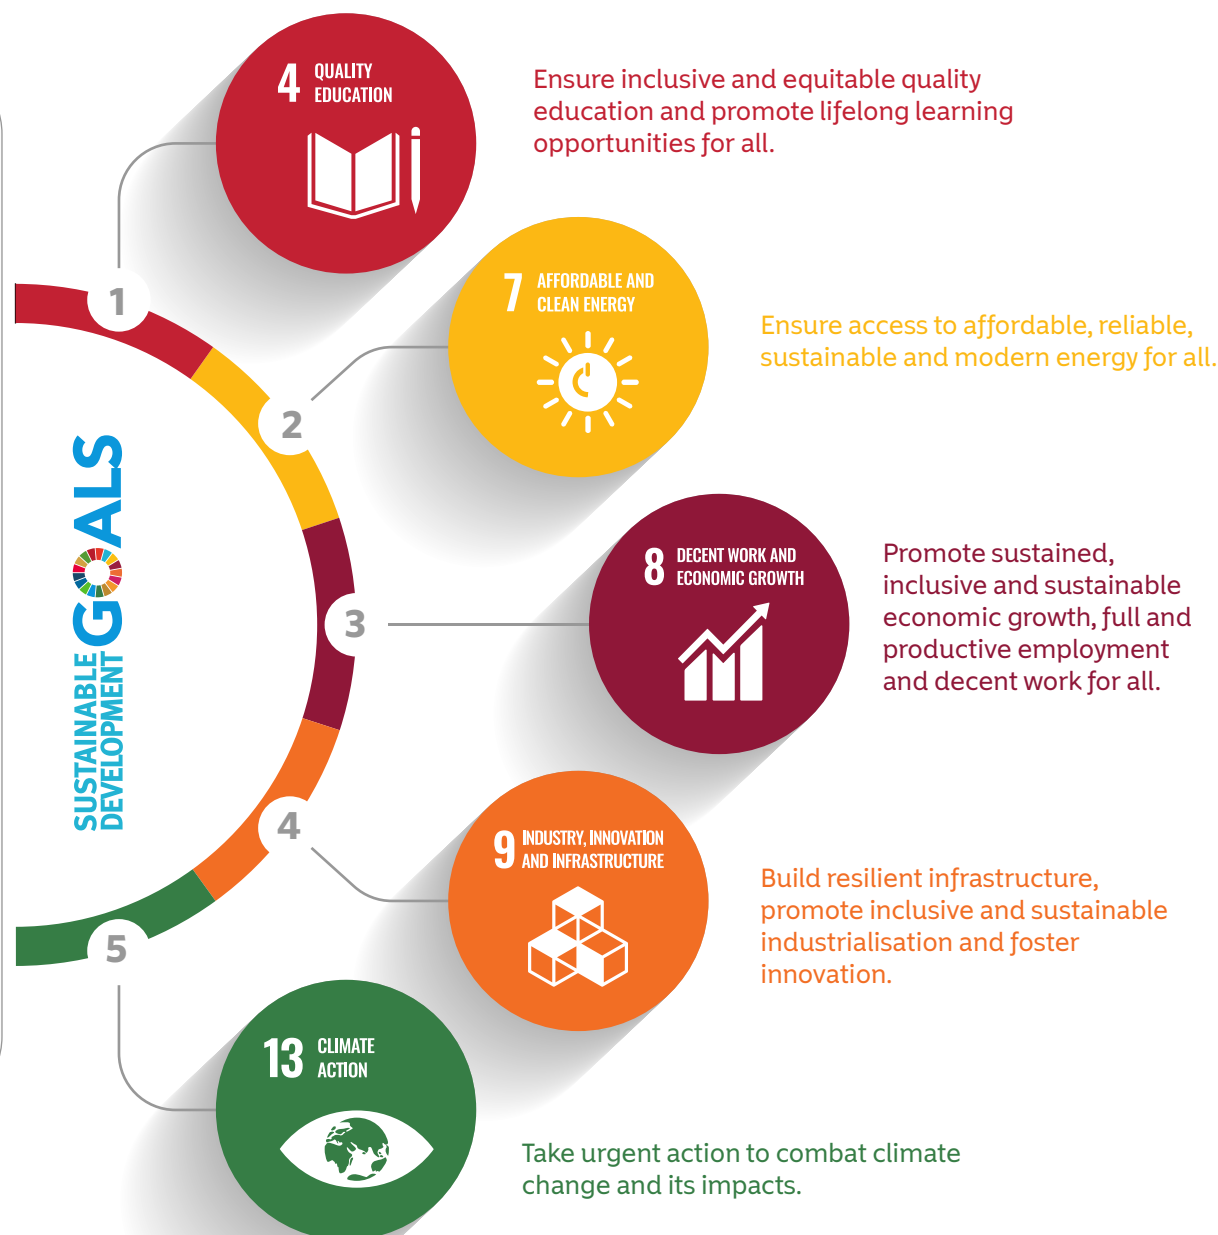 4 QUALITY
EDUCATION
Ensure inclusive and equitable quality
education and promote lifelong learning
opportunities for all.
1
7 AFFORDABLE AND
CLEAN ENERGY
Ensure access to affordable, reliable,
sustainable and modern energy for all.
2
SUSTAINABLE
DEVELOPMENT
GOALS
8 DECENT WORK AND
ECONOMIC GROWTH
Promote sustained,
inclusive and sustainable
economic growth, full and
productive employment
and decent work for all.
3
9 INDUSTRY, INNOVATION
AND INFRASTRUCTURE
Build resilient infrastructure,
promote inclusive and sustainable
industrialisation and foster
innovation.
4
5
13 CLIMATE
ACTION
Take urgent action to combat climate
change and its impacts.